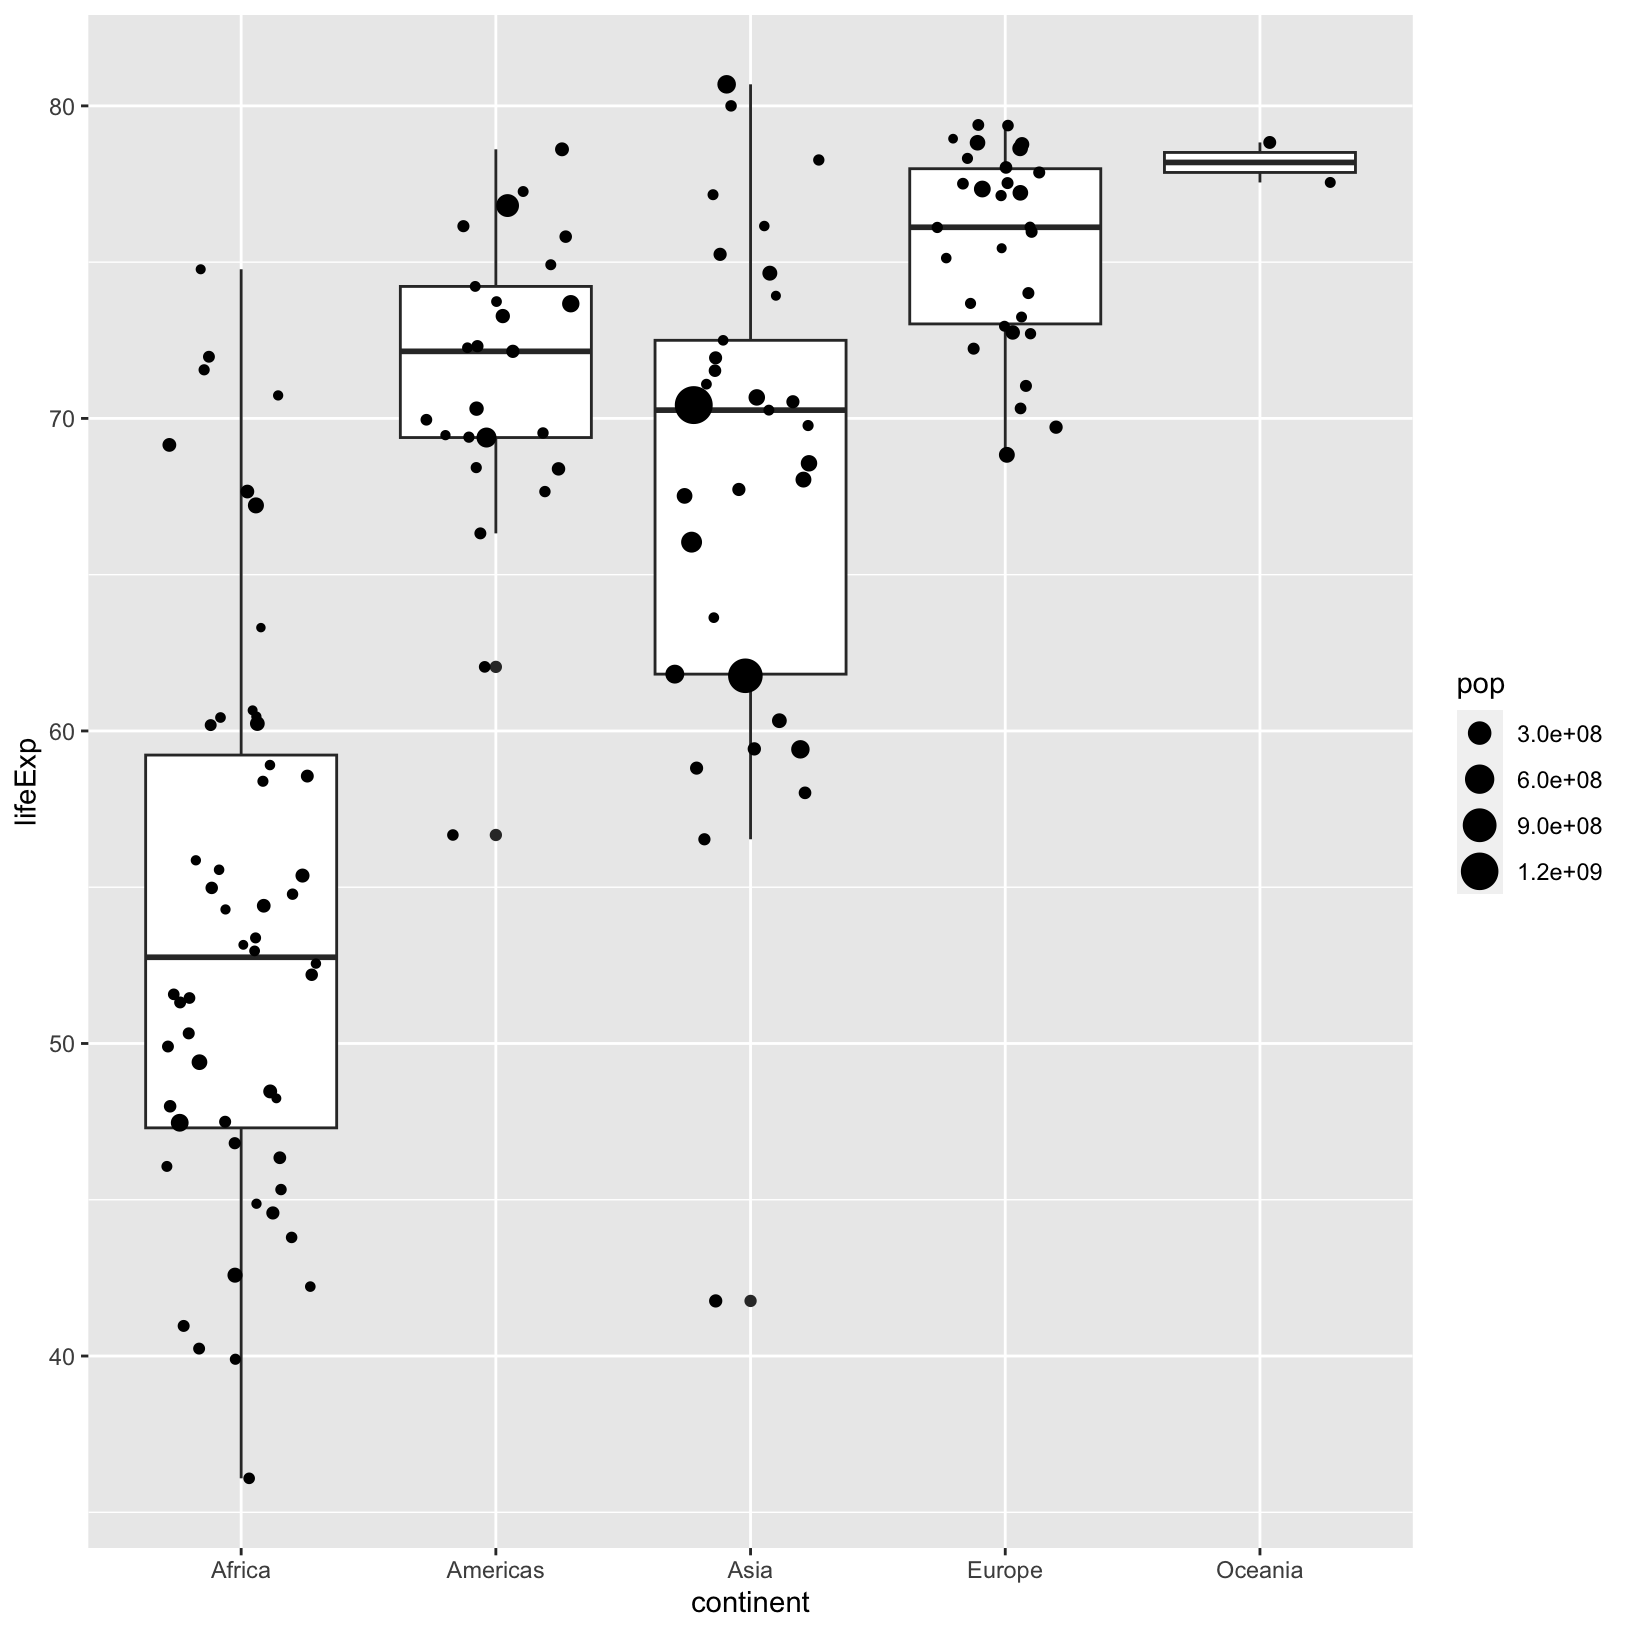 80
70
60
50
40
lifeExp
Africa
Americas
Asia
Europe
Oceania
continent
pop
3.0e+08
6.0e+08
9.0e+08
1.2e+09